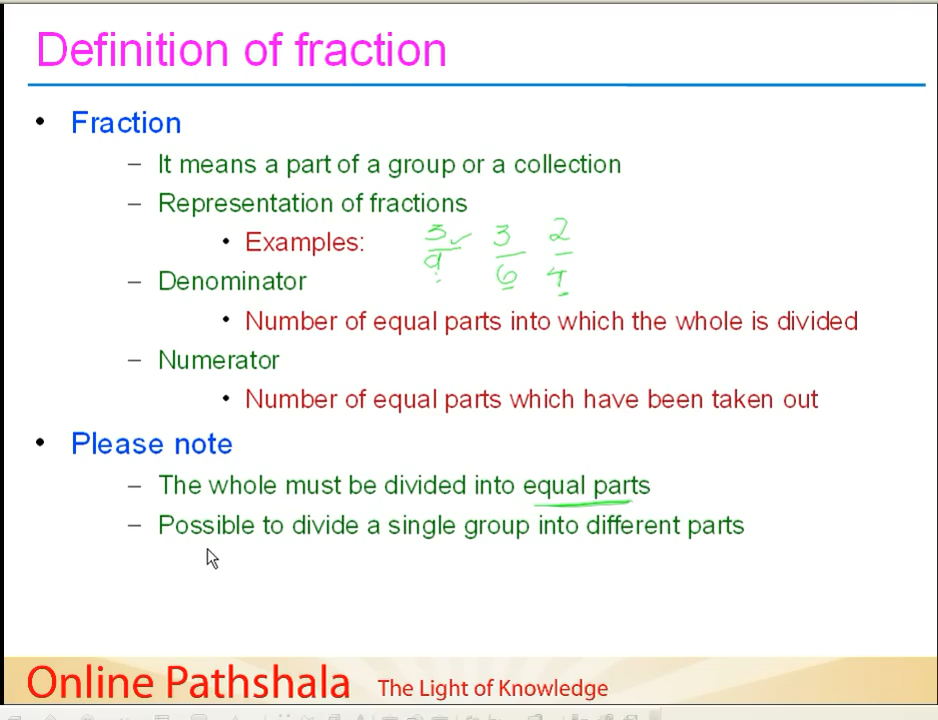 Definition of fraction
• Fraction
– It means a part of a group or a collection
– Representation of fractions
• Examples: 3/9 3/6 2/4
– Denominator
• Number of equal parts into which the whole is divided
– Numerator
• Number of equal parts which have been taken out
• Please note
– The whole must be divided into equal parts
– Possible to divide a single group into different parts
Online Pathshala The Light of Knowledge